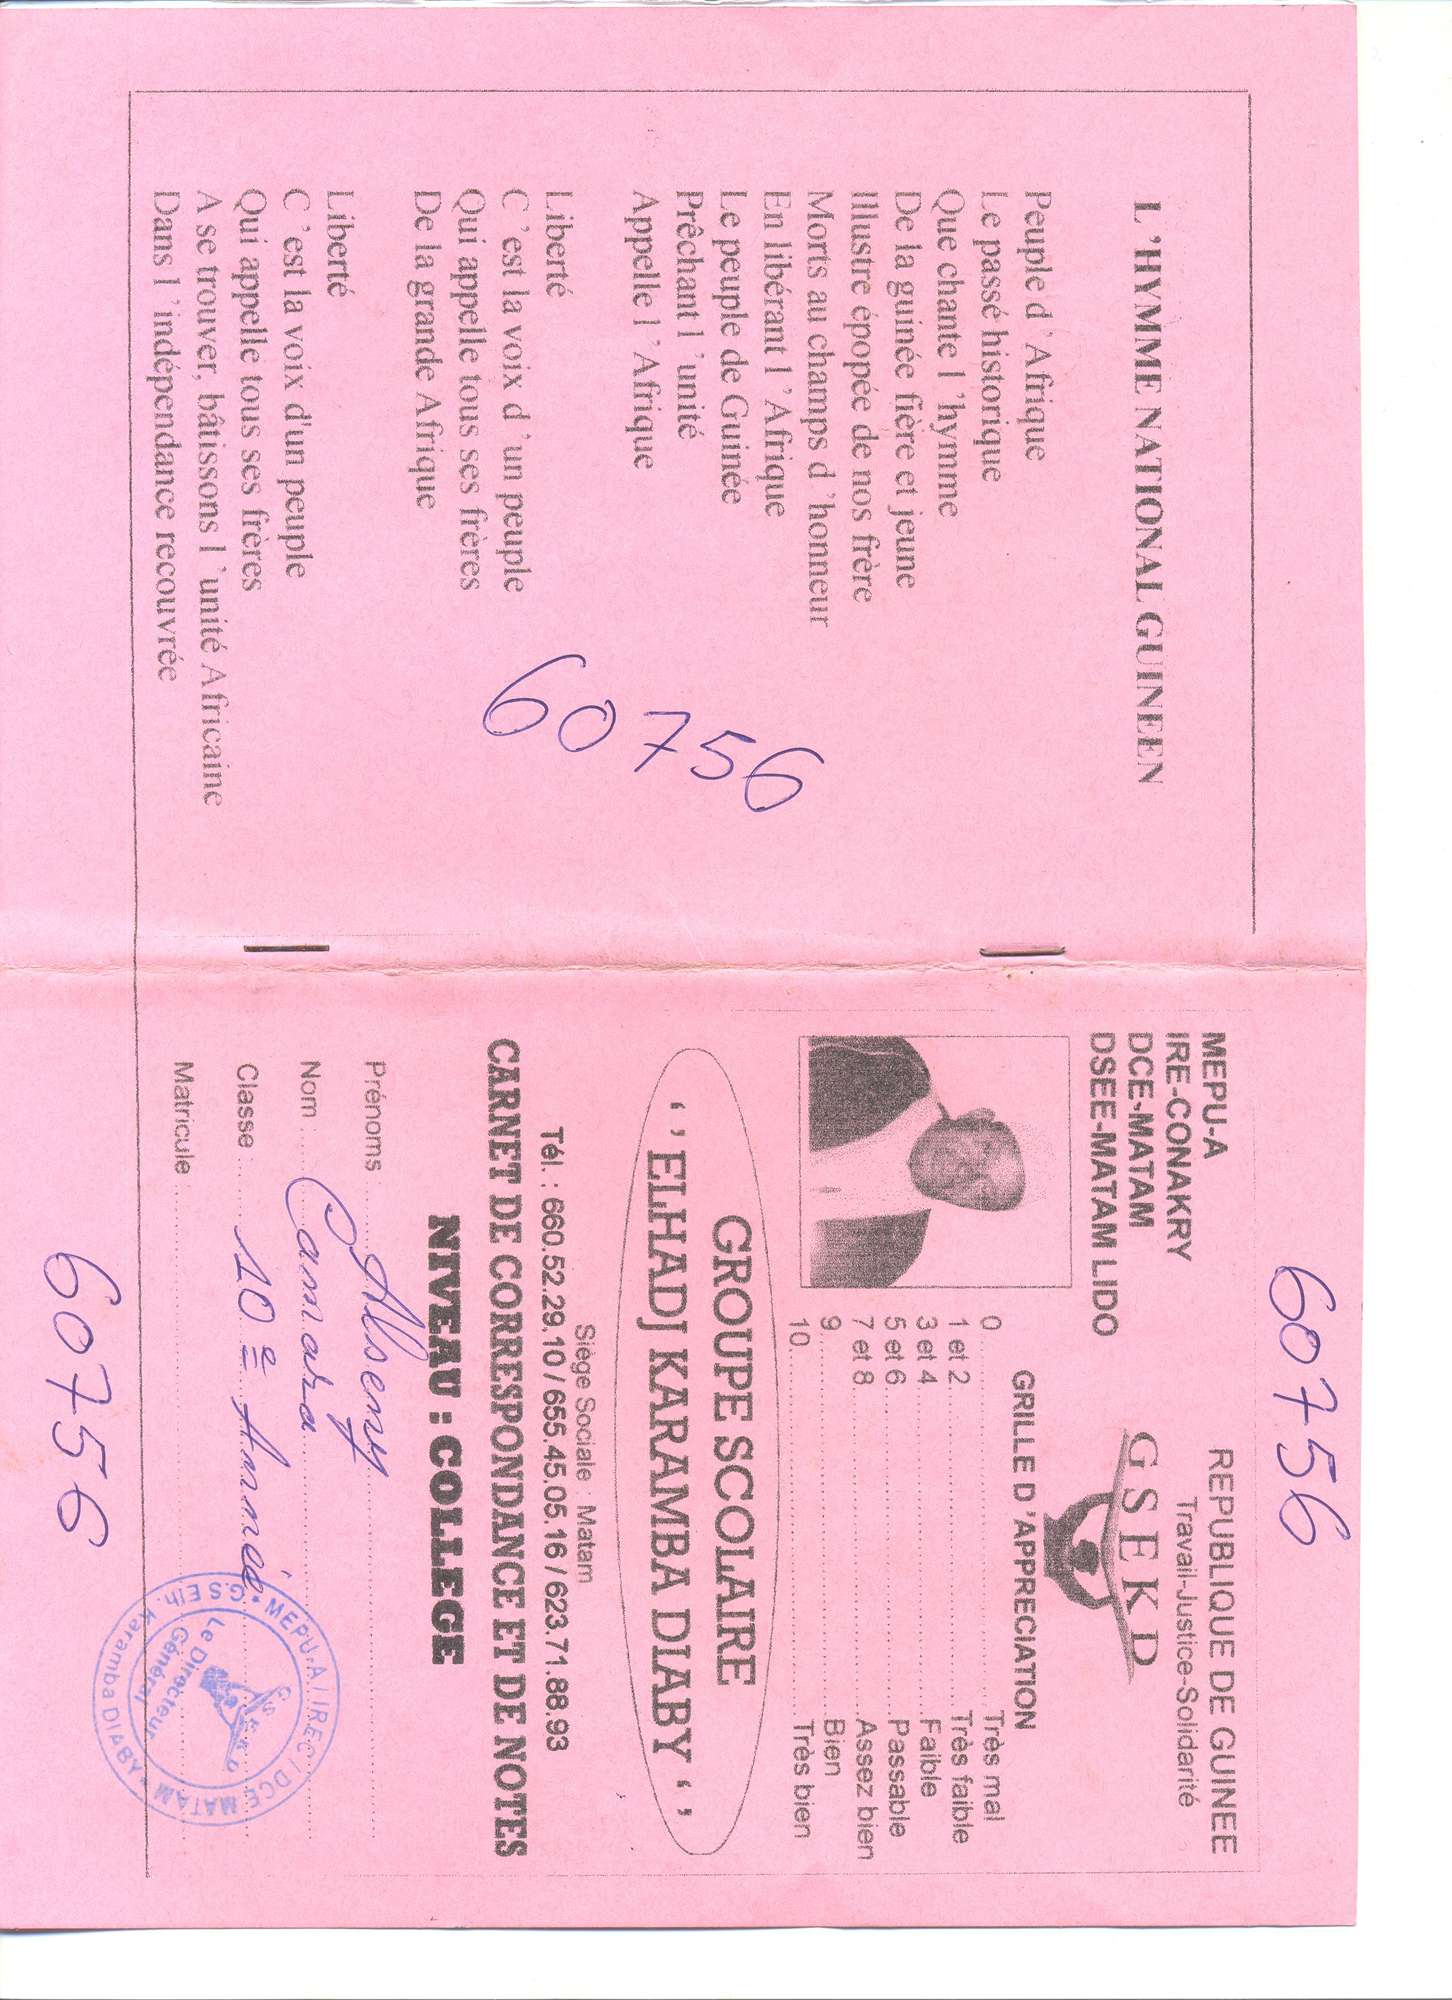 L'HYMME NATIONAL GUINEEN
Peuple d'Afrique
Le passé historique
Que chante l'hymme
De la guinée fière et jeune
Illustre épopée de nos frère
Morts au champs d'honneur
En libérant l'Afrique
Le peuple de Guinée
Prêchant l'unité
Appelle l'Afrique
Liberté
C'est la voix d'un peuple
Qui appelle tous ses frères
De la grande Afrique
Liberté
C'est la voix d'un peuple
Qui appelle tous ses frères
A se trouver, bâtissons l'unité Africaine
Dans l'indépendance recouvrée
60756
60756
MEPU-A
IRE-CONAKRY
DCE-MATAM
DSEE-MATAM LIDO
REPUBLIQUE DE GUINEE
Travail-Justice-Solidarité
GSEKD
GRILLE D'APPRECIATION
0 Très mal
1 et 2 Très faible
3 et 4 Faible
5 et 6 Passable
7 et 8 Assez bien
9 Bien
10 Très bien
GROUPE SCOLAIRE
‘’ELHADJ KARAMBA DIABY‘’
Siège Sociale : Matam
Tél. : 660.52.29.10 / 655.45.05.16 / 623.71.88.93
CARNET DE CORRESPONDANCE ET DE NOTES
NIVEAU : COLLEGE
Prénoms Alseny
Nom Camara
Classe 10e Année
Matricule
MEPU-A / IREC / DCE MATAM
G.S Elh. Karamba DIABY
Le Directeur
Général
GSEKD
60756